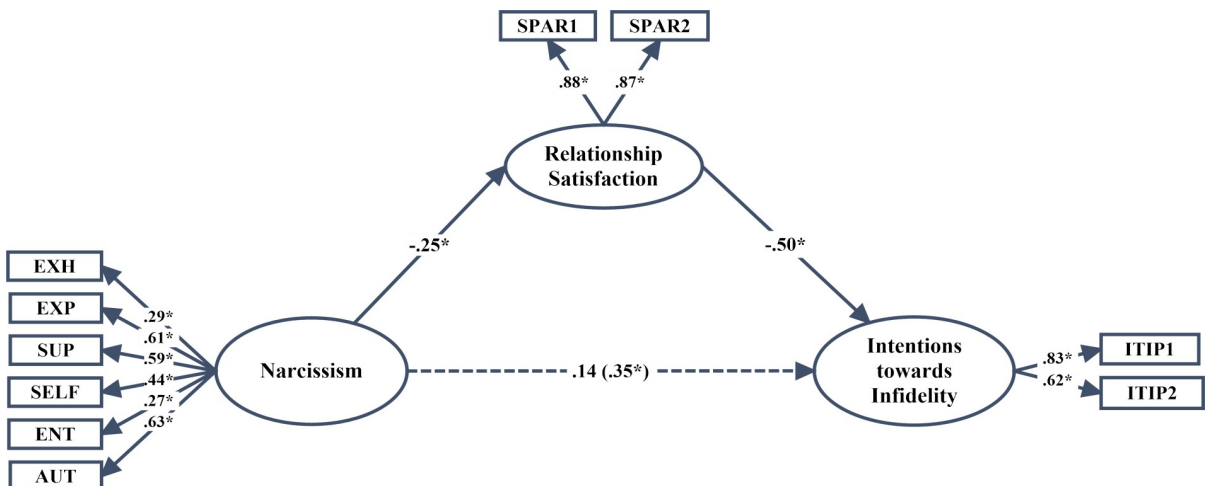 SPAR1 SPAR2
.88* .87*
Relationship
Satisfaction
-.25* -.50*
EXH
EXP
SUP
SELF
ENT
AUT
.29*
.61*
.59*
.44*
.27*
.63*
Narcissism
.14 (.35*)
Intentions
towards
Infidelity
.83*
.62*
ITIP1
ITIP2